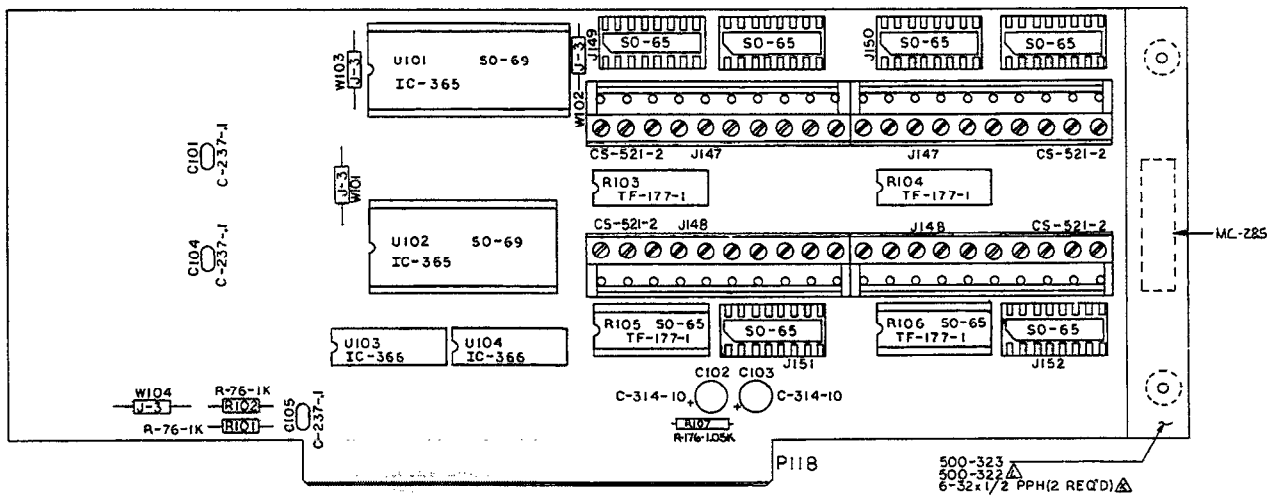 J149
SO-65
SO-65
J150
SO-65
SO-65
W103
J-3
U101 SO-69
IC-365
J-3
W102
C101
C-237-.1
CS-521-2 J147
J147 CS-521-2
J-3
W101
R103
TF-177-1
R104
TF-177-1
C104
C-237-.1
U102 SO-69
IC-365
CS-521-2 J148
J148 CS-521-2
MC-285
U103
IC-366
U104
IC-366
R105 SO-65
TF-177-1
SO-65
J151
R106 SO-65
TF-177-1
SO-65
J152
W104
J-3
R-76-1K
R102
R-76-1K
R101
C105
C-237-.1
C102 C103
C-314-10 + + C-314-10
R107
R-176-1.05K
P118
500-323
500-322
6-32x1/2 PPH(2 REQ'D)